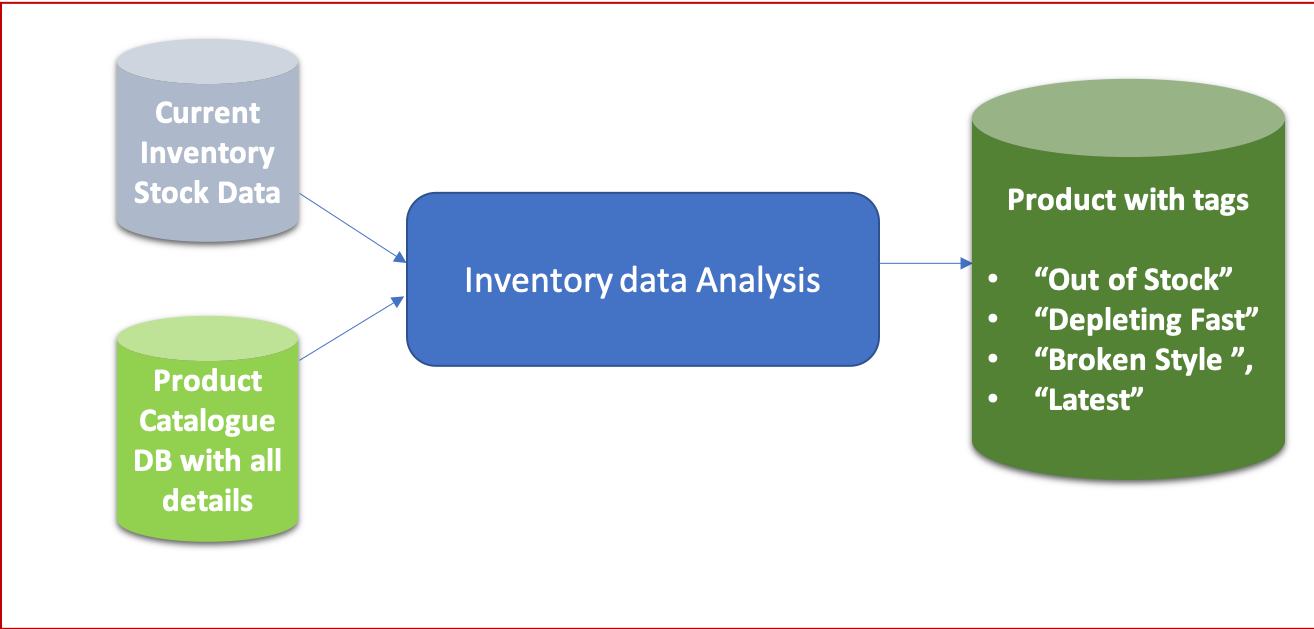 Current
Inventory
Stock Data
Product
Catalogue
DB with all
details
Inventory data Analysis
Product with tags
• “Out of Stock”
• “Depleting Fast”
• “Broken Style ”,
• “Latest”